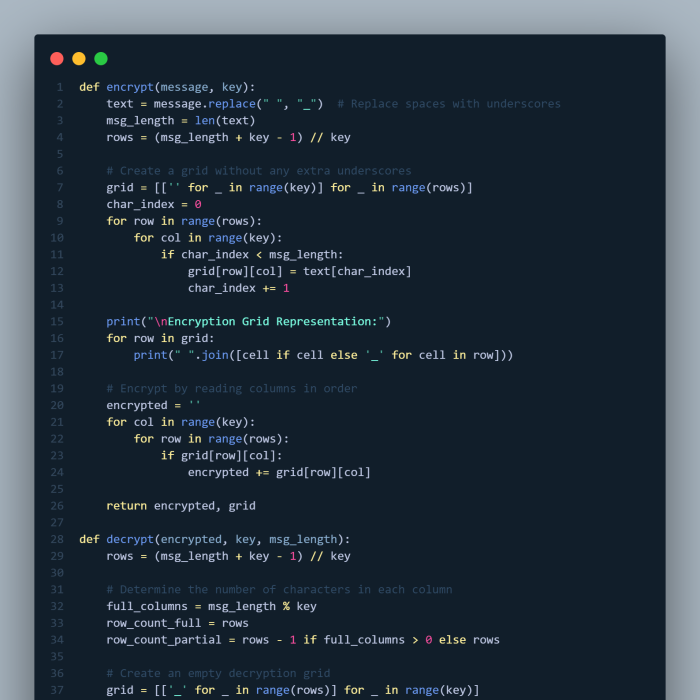 1 def encrypt(message, key):
2     text = message.replace(" ", "_")  # Replace spaces with underscores
3     msg_length = len(text)
4     rows = (msg_length + key - 1) // key
5
6     # Create a grid without any extra underscores
7     grid = [['' for _ in range(key)] for _ in range(rows)]
8     char_index = 0
9     for row in range(rows):
10         for col in range(key):
11             if char_index < msg_length:
12                 grid[row][col] = text[char_index]
13                 char_index += 1
14
15     print("\nEncryption Grid Representation:")
16     for row in grid:
17         print(" ".join([cell if cell else '_' for cell in row]))
18
19     # Encrypt by reading columns in order
20     encrypted = ''
21     for col in range(key):
22         for row in range(rows):
23             if grid[row][col]:
24                 encrypted += grid[row][col]
25
26     return encrypted, grid
27
28 def decrypt(encrypted, key, msg_length):
29     rows = (msg_length + key - 1) // key
30
31     # Determine the number of characters in each column
32     full_columns = msg_length % key
33     row_count_full = rows
34     row_count_partial = rows - 1 if full_columns > 0 else rows
35
36     # Create an empty decryption grid
37     grid = [['_' for _ in range(rows)] for _ in range(key)]